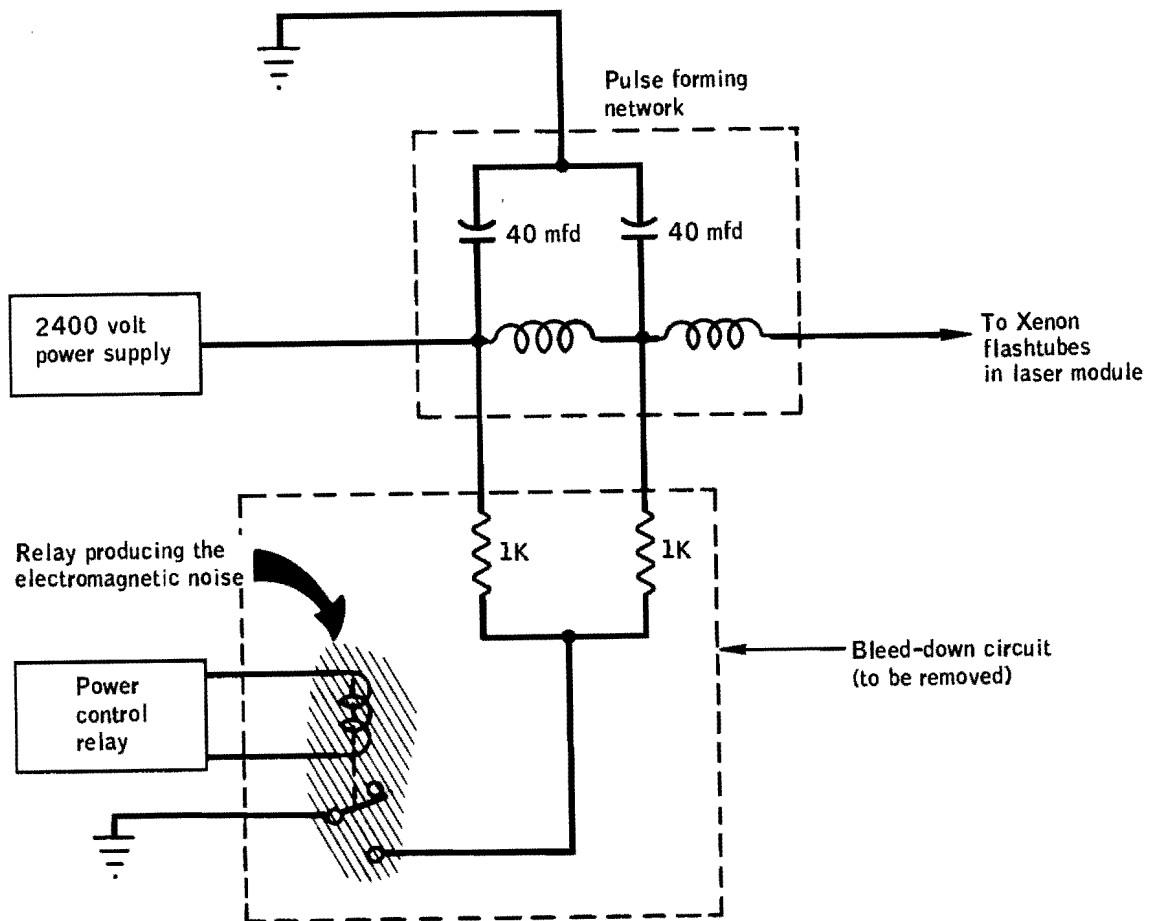 Pulse forming
network
40 mfd
40 mfd
2400 volt
power supply
To Xenon
flashtubes
in laser module
1K
1K
Relay producing the
electromagnetic noise
Bleed-down circuit
(to be removed)
Power
control
relay